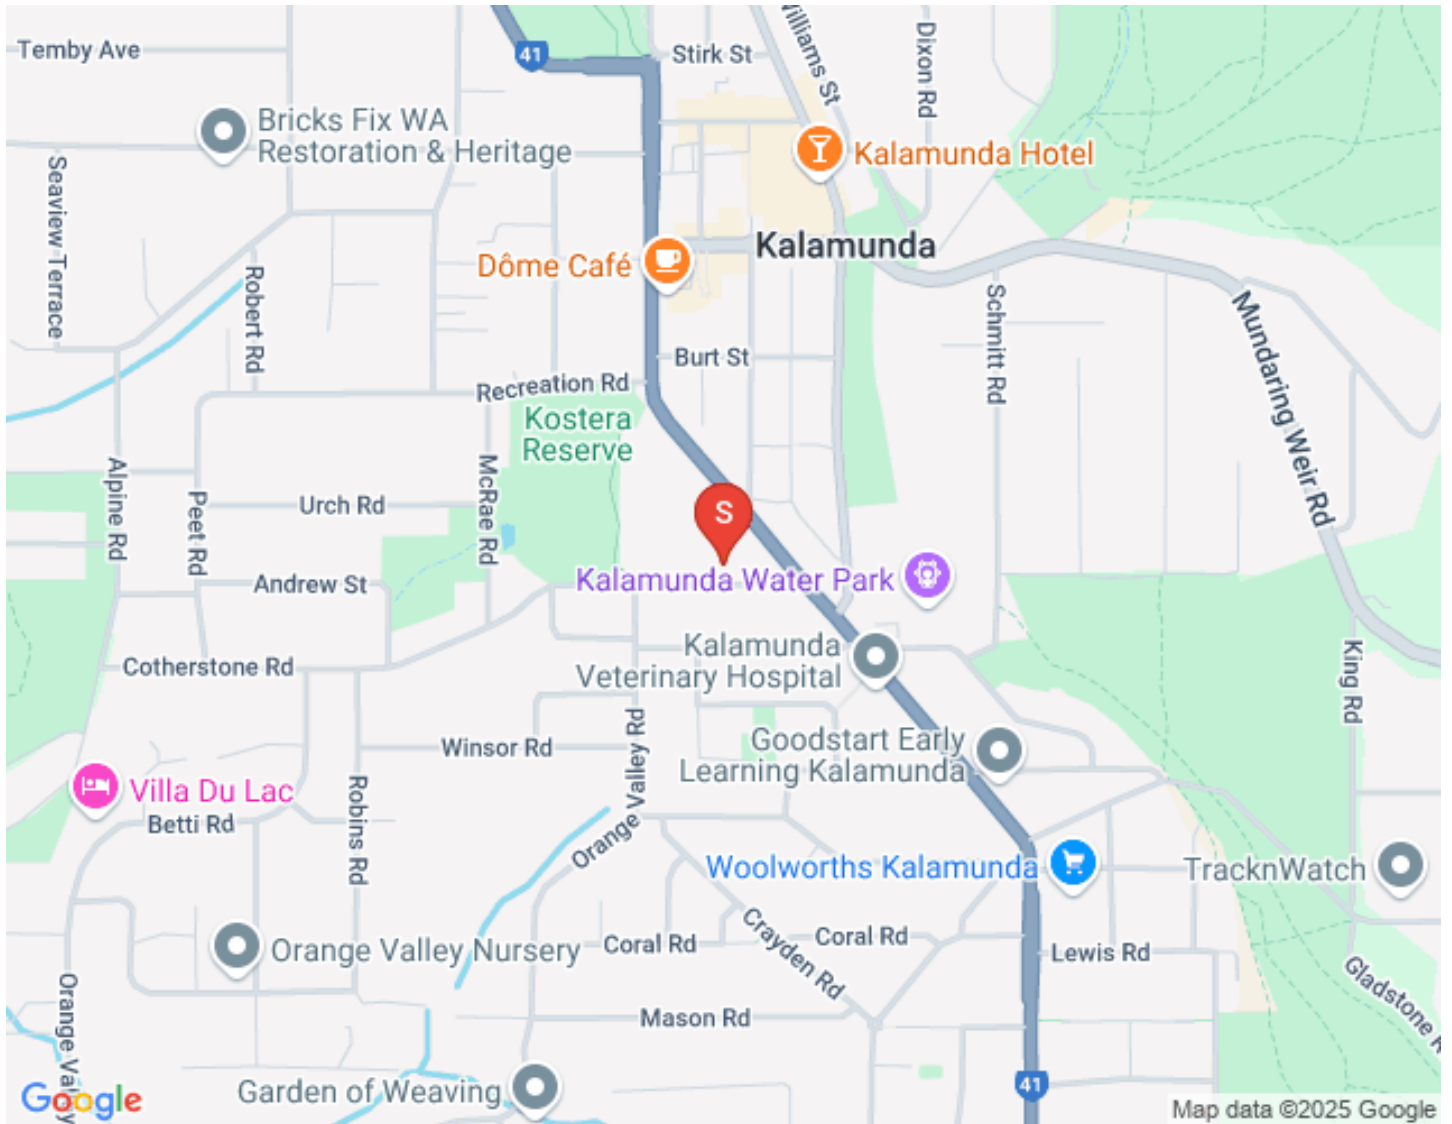 41
Stirk St
Temby Ave
Williams St
Dixon Rd
Bricks Fix WA
Restoration & Heritage
Kalamunda Hotel
Seaview Terrace
Kalamunda
Dôme Café
Robert Rd
Schmitt Rd
Mundaring Weir Rd
Burt St
Recreation Rd
Kostera
Reserve
Alpine Rd
Peet Rd
McRae Rd
Urch Rd
S
Andrew St
Kalamunda Water Park
Kalamunda
Veterinary Hospital
Cotherstone Rd
King Rd
Winsor Rd
Orange Valley Rd
Goodstart Early
Learning Kalamunda
Villa Du Lac
Betti Rd
Robins Rd
Orange Valley Rd
Woolworths Kalamunda
TracknWatch
Orange Valley Nursery
Coral Rd
Crayden Rd
Coral Rd
Lewis Rd
Orange Valley
Gladstone R
Mason Rd
Garden of Weaving
41
Google
Map data ©2025 Google